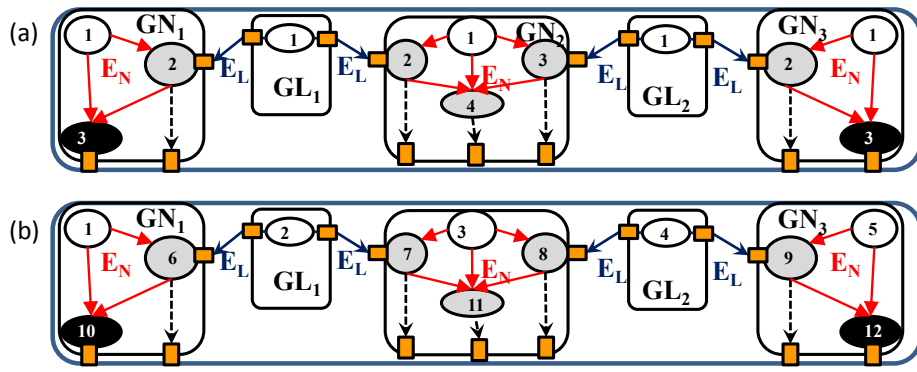 (a)
GN1 GN2 GN3
1 1 1 1 1
2 EL EL 2 3 EL EL 2
EN GL1 EN GL2 EN
3 4 3
(b)
GN1 GN3
1 2 3 4 5
6 EL EL 7 8 EL EL 9
EN GL1 EN GL2 EN
10 11 12